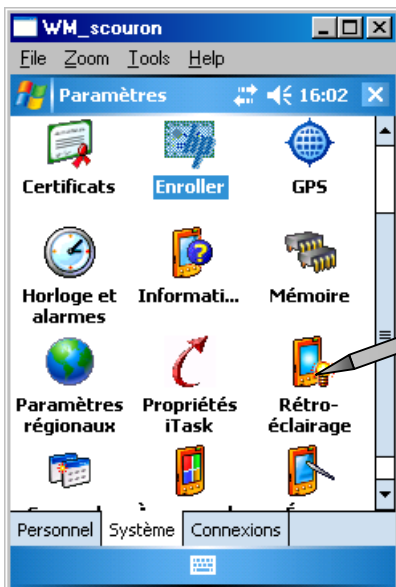 WM_scouron
File Zoom Tools Help
Paramètres 16:02
Certificats Enroller GPS
Horloge et alarmes
Informati...
Mémoire
Paramètres régionaux
Propriétés iTask
Rétro-éclairage
Personnel Système Connexions